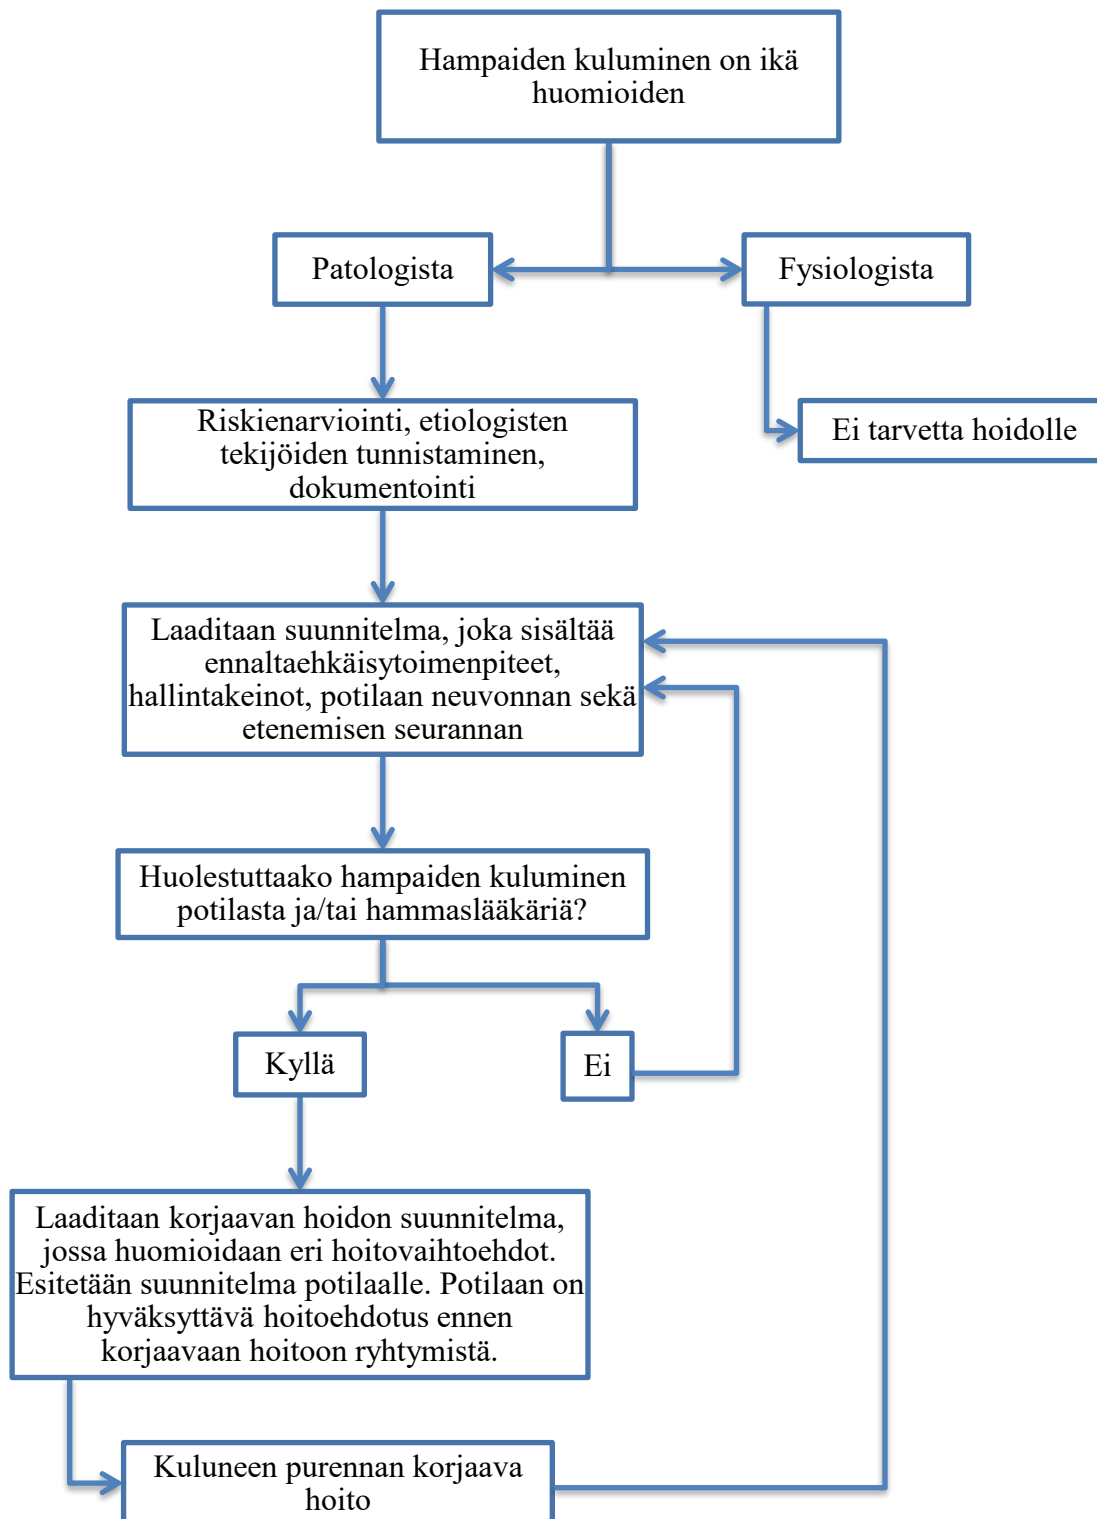 Hampaiden kuluminen on ikä
huomioiden
Patologista
Fysiologista
Riskienarviointi, etiologisten
tekijöiden tunnistaminen,
dokumentointi
Ei tarvetta hoidolle
Laaditaan suunnitelma, joka sisältää
ennaltaehkäisytoimenpiteet,
hallintakeinot, potilaan neuvonnan sekä
etenemisen seurannan
Huolestuttaako hampaiden kuluminen
potilasta ja/tai hammaslääkäriä?
Kyllä
Ei
Laaditaan korjaavan hoidon suunnitelma,
jossa huomioidaan eri hoitovaihtoehdot.
Esitetään suunnitelma potilaalle. Potilaan on
hyväksyttävä hoitoehdotus ennen
korjaavaan hoitoon ryhtymistä.
Kuluneen purennan korjaava
hoito